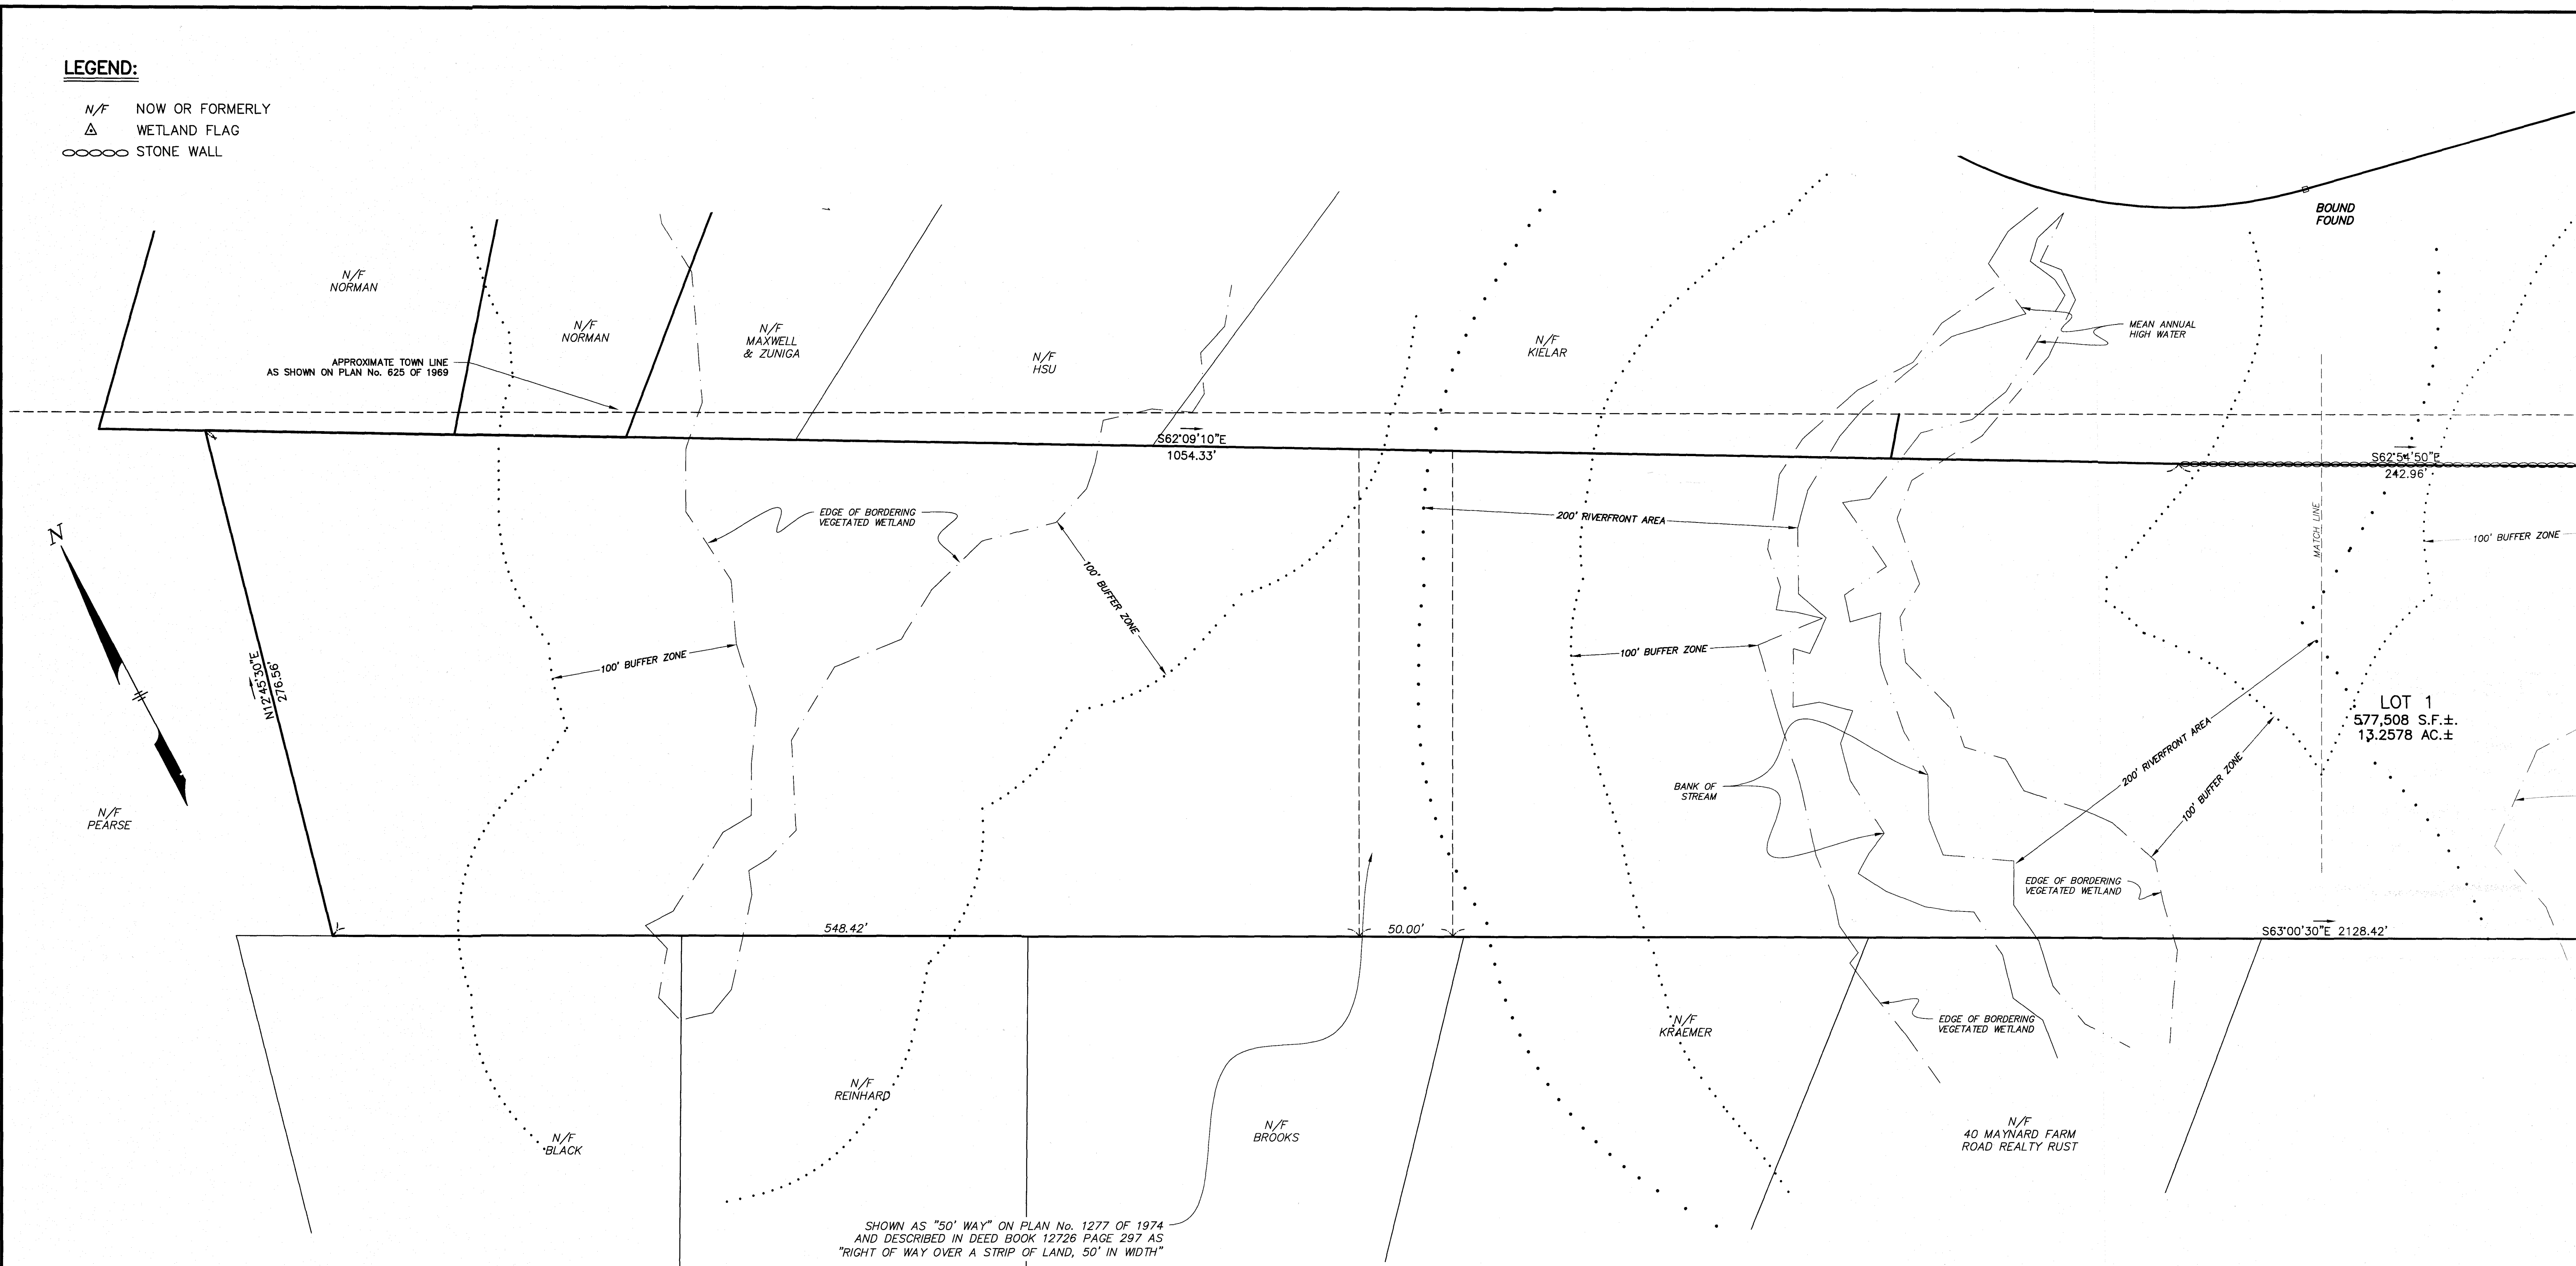 LEGEND:
N/F NOW OR FORMERLY
WETLAND FLAG
STONE WALL
BOUND
FOUND
N/F
NORMAN
N/F
NORMAN
N/F
MAXWELL
& ZUNIGA
N/F
HSU
N/F
KIELAR
MEAN ANNUAL
HIGH WATER
APPROXIMATE TOWN LINE
AS SHOWN ON PLAN No. 625 OF 1969
S62°09'10"E
1054.33'
S62°54'50"E
242.96'
N
EDGE OF BORDERING
VEGETATED WETLAND
200' RIVERFRONT AREA
MATCH LINE
100' BUFFER ZONE
100' BUFFER ZONE
100' BUFFER ZONE
100' BUFFER ZONE
N12°45'30"E
276.56'
LOT 1
577,508 S.F.±.
13.2578 AC.±
200' RIVERFRONT AREA
100' BUFFER ZONE
BANK OF
STREAM
N/F
PEARSE
EDGE OF BORDERING
VEGETATED WETLAND
548.42'
50.00'
S63°00'30"E 2128.42'
N/F
KRAEMER
EDGE OF BORDERING
VEGETATED WETLAND
N/F
REINHARD
N/F
BLACK
N/F
BROOKS
N/F
40 MAYNARD FARM
ROAD REALTY RUST
SHOWN AS "50' WAY" ON PLAN No. 1277 OF 1974
AND DESCRIBED IN DEED BOOK 12726 PAGE 297 AS
"RIGHT OF WAY OVER A STRIP OF LAND, 50' IN WIDTH"